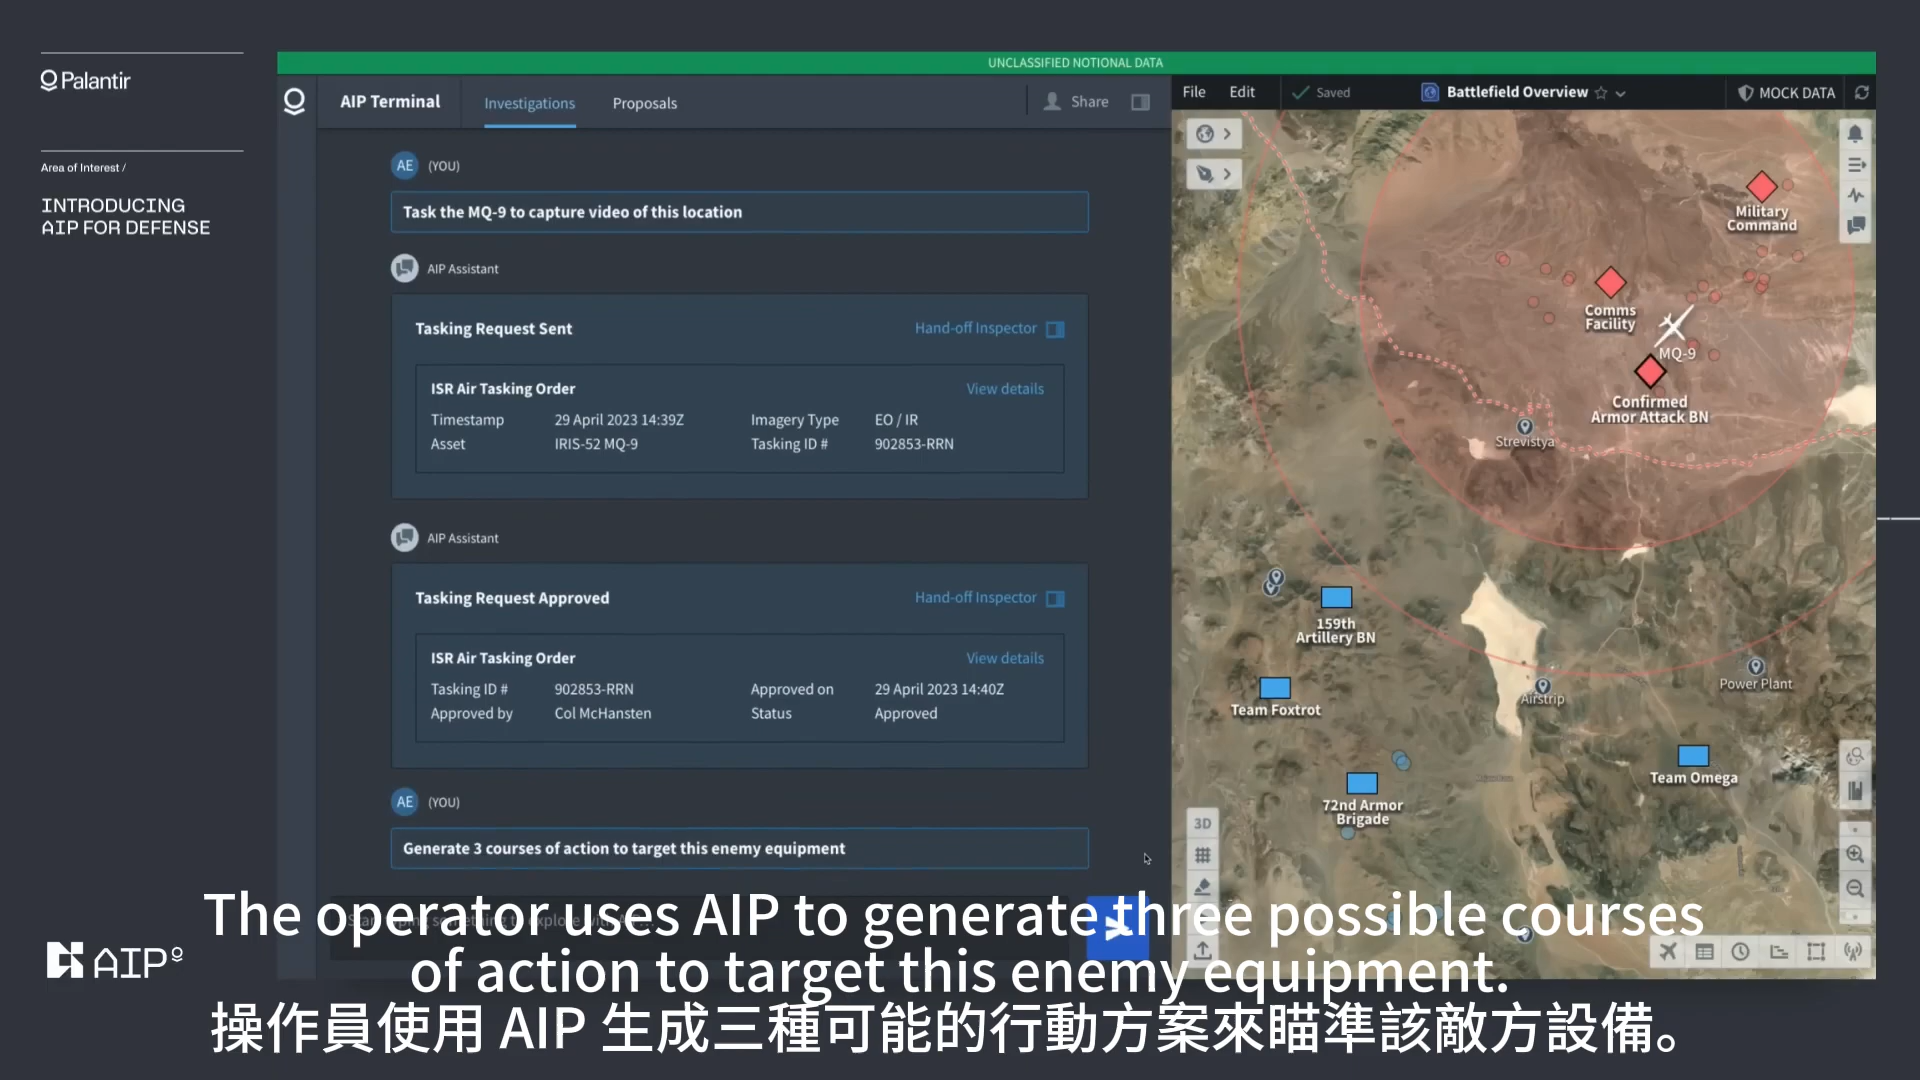 Palantir
Area of Interest /
INTRODUCING
AIP FOR DEFENSE
UNCLASSIFIED NOTIONAL DATA
AIP Terminal
Investigations
Proposals
Share
AE (YOU)
Task the MQ-9 to capture video of this location
AIP Assistant
Tasking Request Sent
Hand-off Inspector
ISR Air Tasking Order
View details
Timestamp 29 April 2023 14:39Z Imagery Type EO / IR
Asset IRIS-52 MQ-9 Tasking ID # 902853-RRN
AIP Assistant
Tasking Request Approved
Hand-off Inspector
ISR Air Tasking Order
View details
Tasking ID # 902853-RRN Approved on 29 April 2023 14:40Z
Approved by Col McHansten Status Approved
AE (YOU)
Generate 3 courses of action to target this enemy equipment
File Edit Saved Battlefield Overview MOCK DATA
Military
Command
Comms
Facility
MQ-9
Confirmed
Armor Attack BN
Strevistya
159th
Artillery BN
Team Foxtrot
Airstrip
Power Plant
Team Omega
72nd Armor
Brigade
3D
AIP
The operator uses AIP to generate three possible courses
of action to target this enemy equipment.
操作員使用 AIP 生成三種可能的行動方案來瞄準該敵方設備。